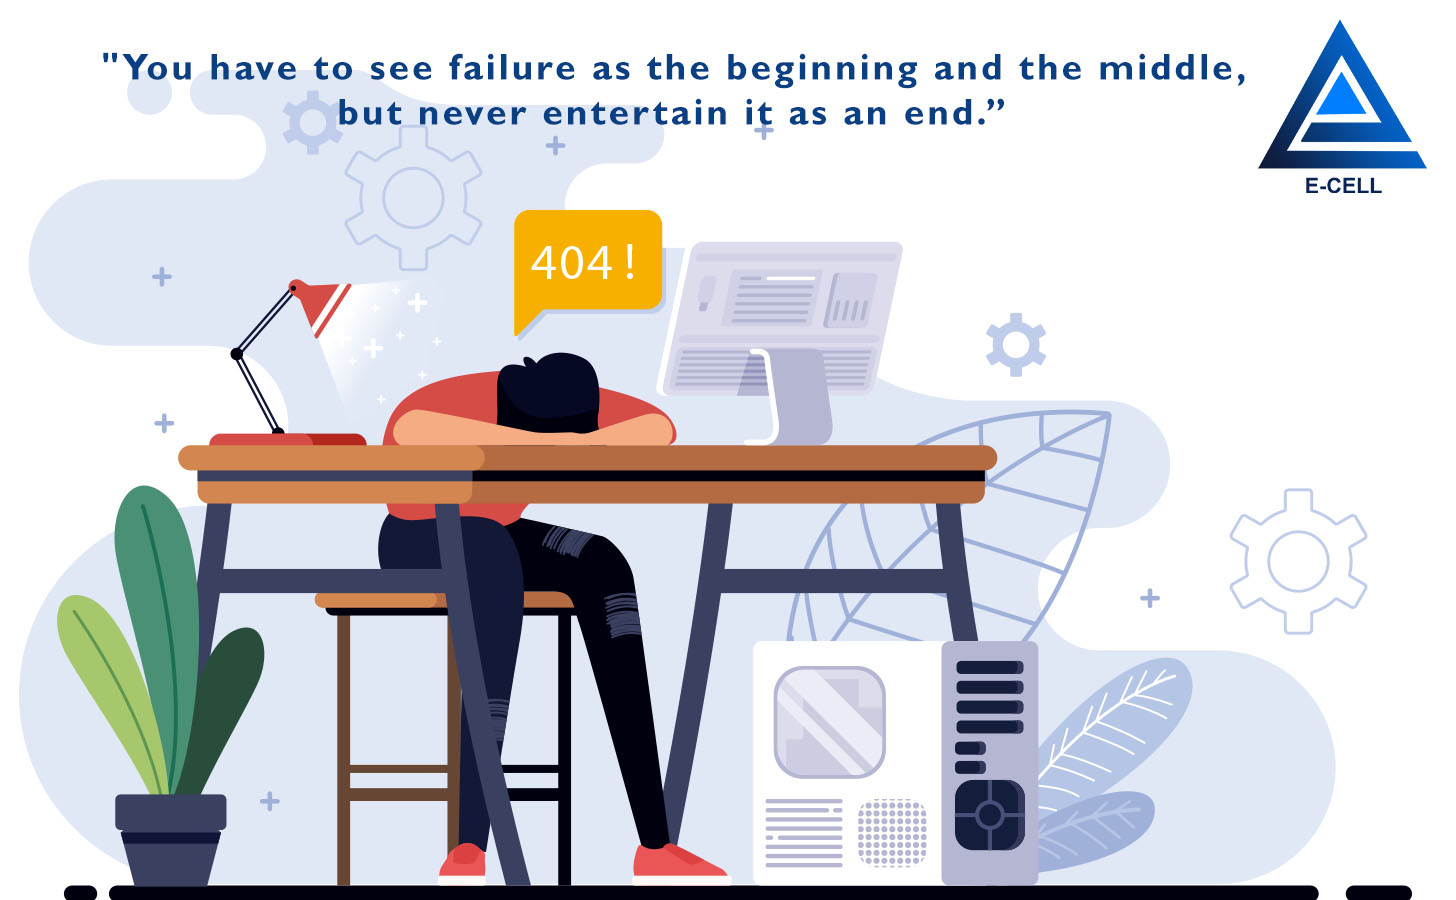 "You have to see failure as the beginning and the middle,
but never entertain it as an end.”
E-CELL
404!